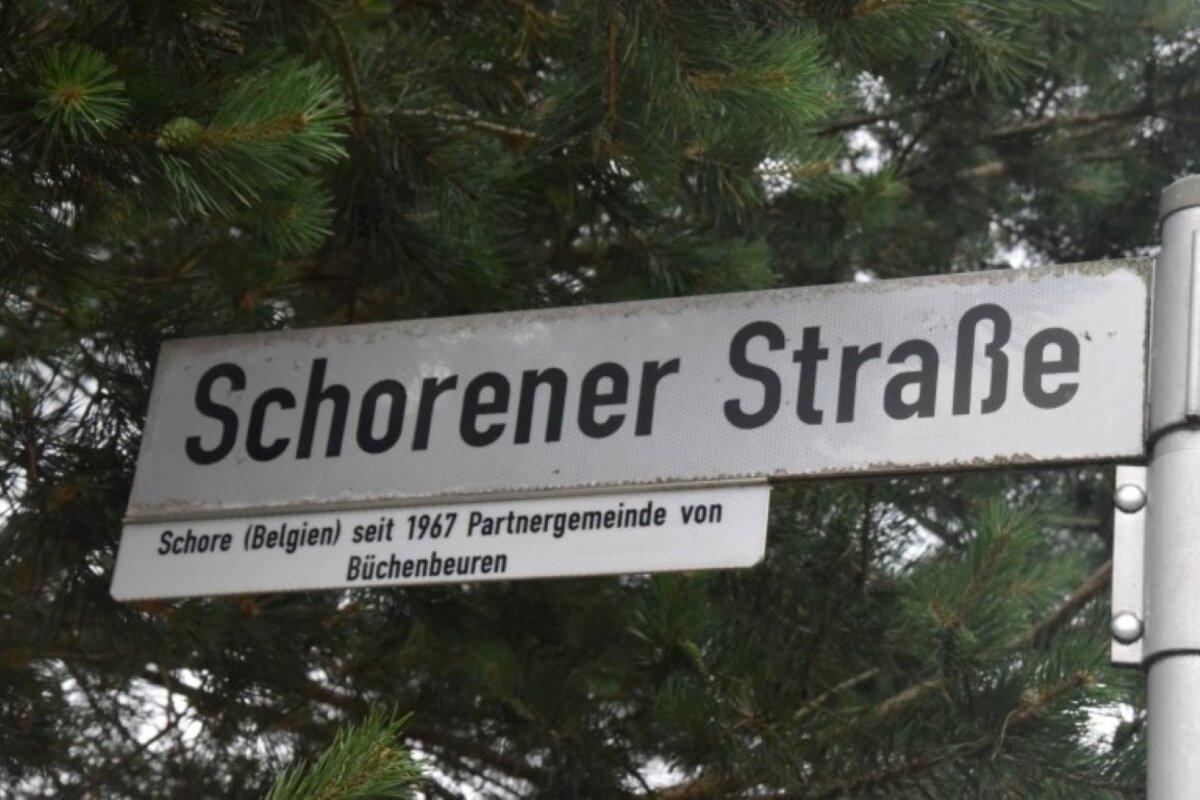 Schorener Straße
Schore (Belgien) seit 1967 Partnergemeinde von
Büchenbeuren